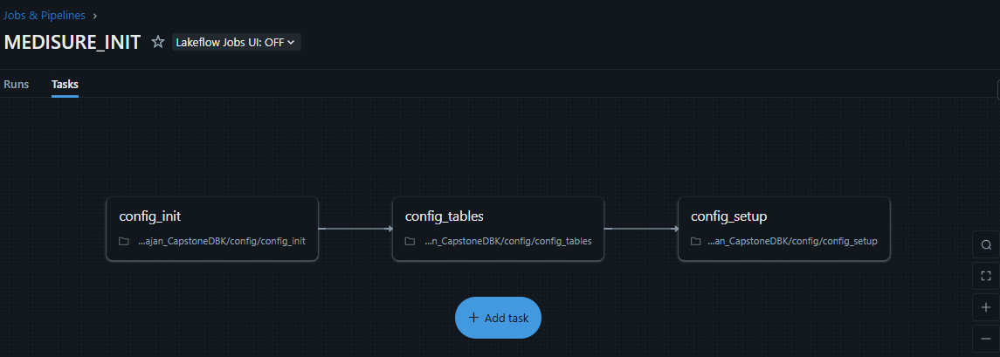 Jobs & Pipelines ›
MEDISURE_INIT Lakeflow Jobs UI: OFF
Runs Tasks
config_init
...ajan_CapstoneDBK/config/config_init
config_tables
...n_CapstoneDBK/config/config_tables
config_setup
...an_CapstoneDBK/config/config_setup
+ Add task